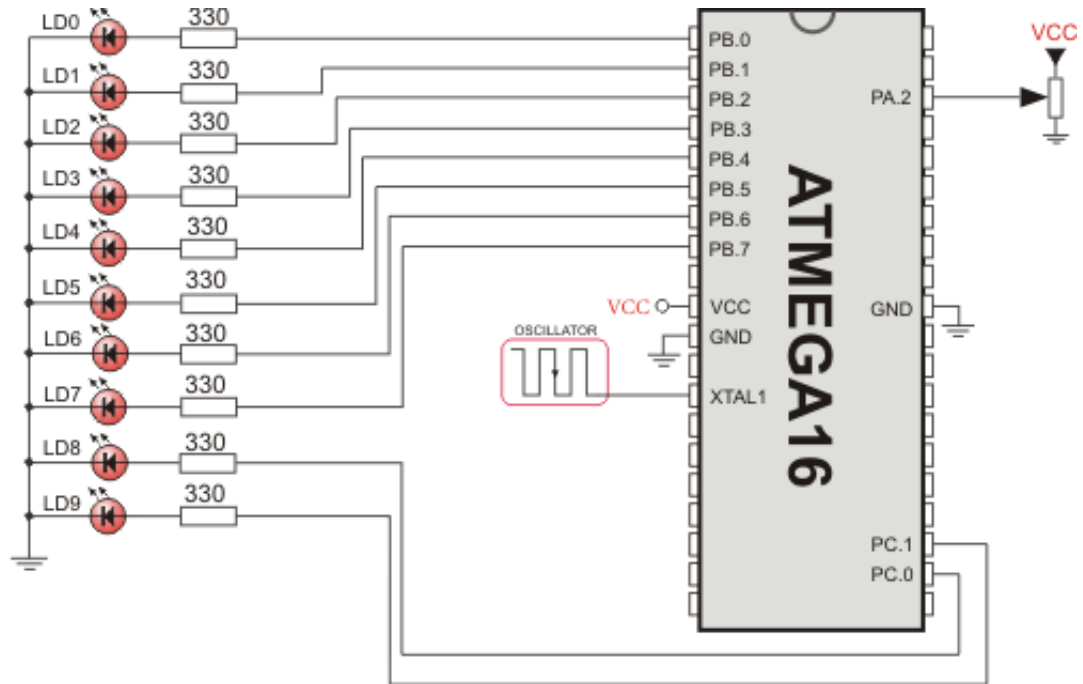 LD0 330
LD1 330
LD2 330
LD3 330
LD4 330
LD5 330
LD6 330
LD7 330
LD8 330
LD9 330
OSCILLATOR
VCC
PB.0
PB.1
PB.2
PB.3
PB.4
PB.5
PB.6
PB.7
VCC
GND
XTAL1
ATMEGA16
PA.2
GND
PC.1
PC.0
VCC